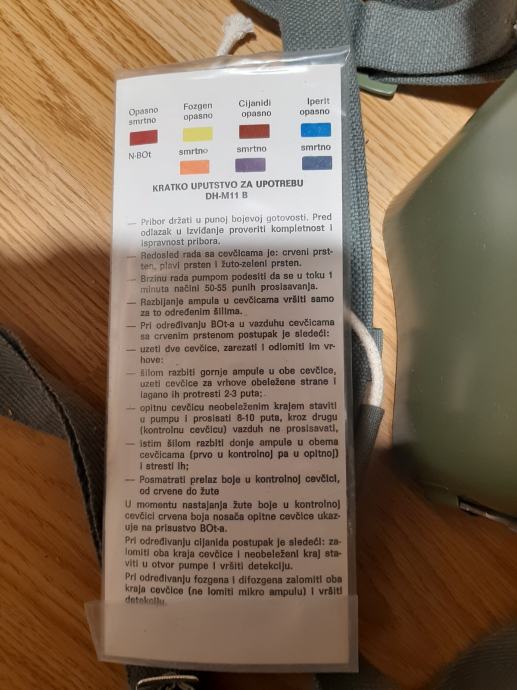 Opasno smrtno
Fozgen opasno
Cijanidi opasno
Iperit opasno
N-BOt
smrtno
smrtno
smrtno
KRATKO UPUTSTVO ZA UPOTREBU
DH-M11 B
— Pribor držati u punoj bojevoj gotovosti. Pred
odlazak u izviđanje proveriti kompletnost i
ispravnost pribora.
— Redosled rada sa cevčicama je: crveni prst-
ten, plavi prsten i žuto-zeleni prsten.
— Brzinu rada pumpom podesiti da se u toku 1
minuta načini 50-55 punih prosisavanja.
— Razbijanje ampula u cevčicama vršiti samo
za to određenim šilima.
— Pri određivanju BOt-a u vazduhu cevčicama
sa crvenim prstenom postupak je sledeći:
— uzeti dve cevčice, zarezati i odlomiti im vr-
hove:
— šilom razbiti gornje ampule u obe cevčice,
uzeti cevčice za vrhove obeležene strane i
lagano ih protresti 2-3 puta;
— opitnu cevčicu neobeleženim krajem staviti
u pumpu i prosisati 8-10 puta, kroz drugu
(kontrolnu cevčicu) vazduh ne prosisavati,
— istim šilom razbiti donje ampule u obema
cevčicama (prvo u kontrolnoj pa u opitnoj)
i stresti ih;
— Posmatrati prelaz boje u kontrolnoj cevčici,
od crvene do žute
U momentu nastajanja žute boje u kontrolnoj
cevčici crvena boja nosača opitne cevčice ukaz-
uje na prisustvo BOt-a.
Pri određivanju cijanida postupak je sledeći: za-
lomiti oba kraja cevčice i neobeleženi kraj sta-
viti u otvor pumpe i vršiti detekciju.
Pri određivanju fozgena i difozgena zalomiti oba
kraja cevčice (ne lomiti mikro ampulu) i vršiti
detekciju.